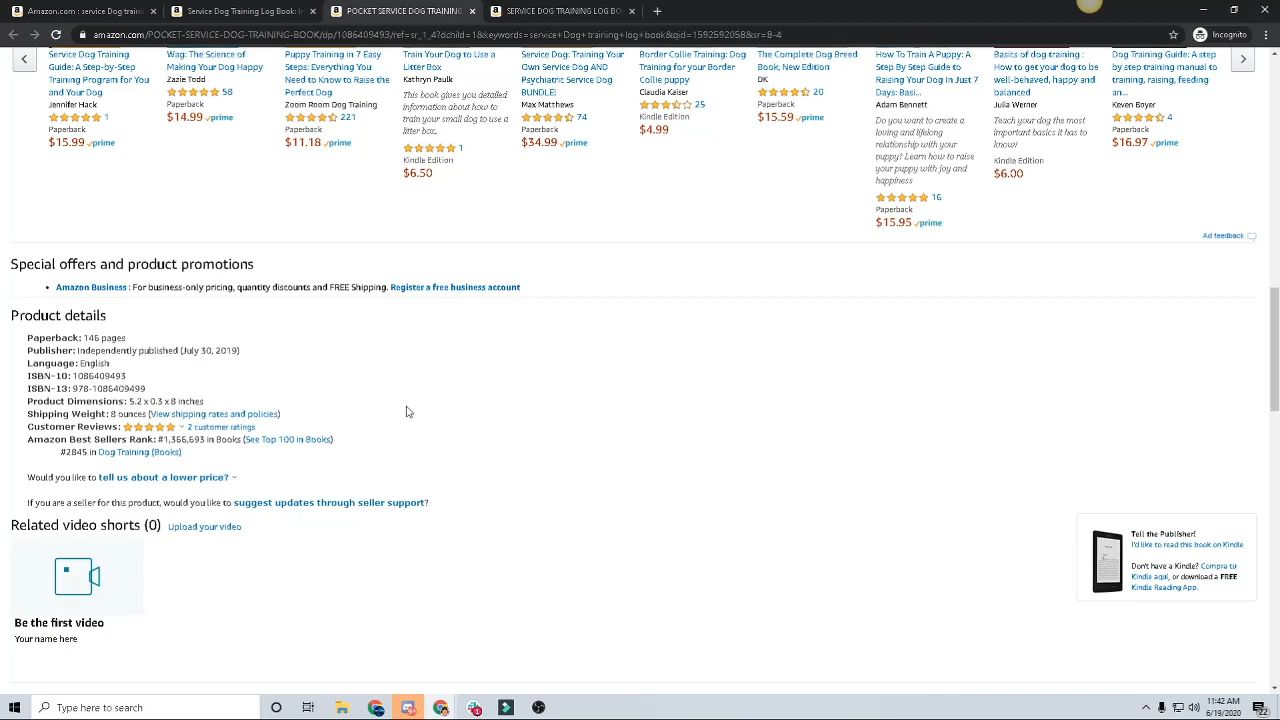 Service Dog Training Log Book
POCKET SERVICE DOG TRAINING
SERVICE DOG TRAINING LOG BO
amazon.com/POCKET-SERVICE-DOG-TRAINING-BOOK/dp/1086409493/ref=sr_1_4?dchild=1&keywords=service+dog+training+log+book&qid=1592592058&sr=8-4
Incognito
Service Dog Training
Guide: A Step-by-Step
Training Program for You
and Your Dog
Jennifer Hack
1
Paperback
$15.99 prime
Wag: The Science of
Making Your Dog Happy
Zazie Todd
58
Paperback
$14.99 prime
Puppy Training in 7 Easy
Steps: Everything You
Need to Know to Raise the
Perfect Dog
Zoom Room Dog Training
221
Paperback
$11.18 prime
Train Your Dog to Use a
Litter Box
Kathryn Paulk
This book gives you
detailed
information about how to
train your small dog to use a
litter box.
1
Kindle Edition
$6.50
Service Dog: Training Your
Own Service Dog AND
Psychiatric Service Dog
BUNDLE!
Max Matthews
74
Paperback
$34.99 prime
Border Collie Training: Dog
Training for your Border
Collie puppy
Claudia Kaiser
25
Kindle Edition
$4.99
The Complete Dog Breed
Book, New Edition
DK
20
Paperback
$15.59 prime
How To Train A Puppy: A
Step By Step Guide to
Raising Your Dog In Just 7
Days: Basi...
Adam Bennett
Do you want to create a
loving and lifelong
relationship with your
puppy? Learn how to raise
your puppy with joy and
happiness
16
Paperback
$15.95 prime
Basics of dog training :
How to get your dog to be
well-behaved, happy and
balanced
Julia Werner
Teach your dog the most
important basics it has to
know!
Kindle Edition
$6.00
Dog Training Guide: A step
by step training manual to
training, raising, feeding
an...
Keven Boyer
4
Paperback
$16.97 prime
Ad feedback
Special offers and product promotions
• Amazon Business : For business-only pricing, quantity discounts and FREE Shipping. Register a free business account
Product details
Paperback: 146 pages
Publisher: Independently published (July 30, 2019)
Language: English
ISBN-10: 1086409493
ISBN-13: 978-1086409499
Product Dimensions: 5.2 x 0.3 x 8 inches
Shipping Weight: 8 ounces (View shipping rates and policies)
Customer Reviews: 2 customer ratings
Amazon Best Sellers Rank: #1,366,693 in Books (See Top 100 in Books)
#2845 in Dog Training (Books)
Would you like to tell us about a lower price?
If you are a seller for this product, would you like to suggest updates through seller support?
Related video shorts (0) Upload your video
Be the first video
Your name here
Tell the Publisher!
I'd like to read this book on Kindle
Don't have a Kindle? Compra tu
Kindle aquí, or download a FREE
Kindle Reading App.
Type here to search
11:42 AM
6/19/2020
22